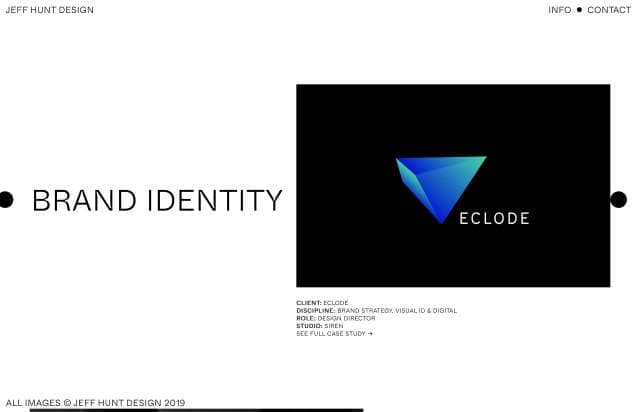 JEFF HUNT DESIGN
INFO ● CONTACT
BRAND IDENTITY
ECLODE
CLIENT: ECLODE
DISCIPLINE: BRAND STRATEGY, VISUAL ID & DIGITAL
ROLE: DESIGN DIRECTOR
STUDIO: SIREN
SEE FULL CASE STUDY →
ALL IMAGES © JEFF HUNT DESIGN 2019